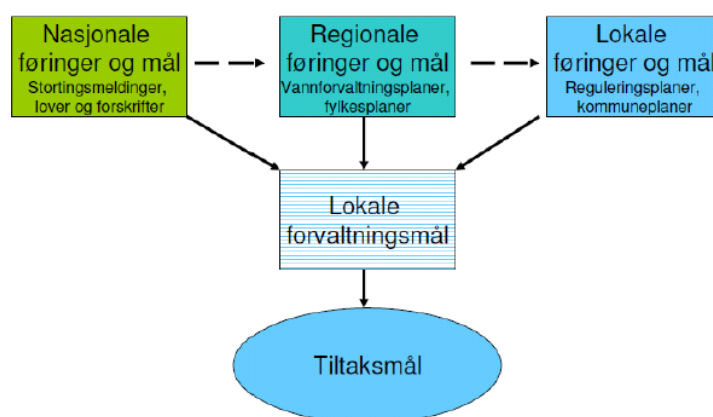 Nasjonale
føringer og mål
Stortingsmeldinger,
lover og forskrifter
Regionale
føringer og mål
Vannforvaltningsplaner,
fylkesplaner
Lokale
føringer og mål
Reguleringsplaner,
kommuneplaner
Lokale
forvaltningsmål
Tiltaksmål